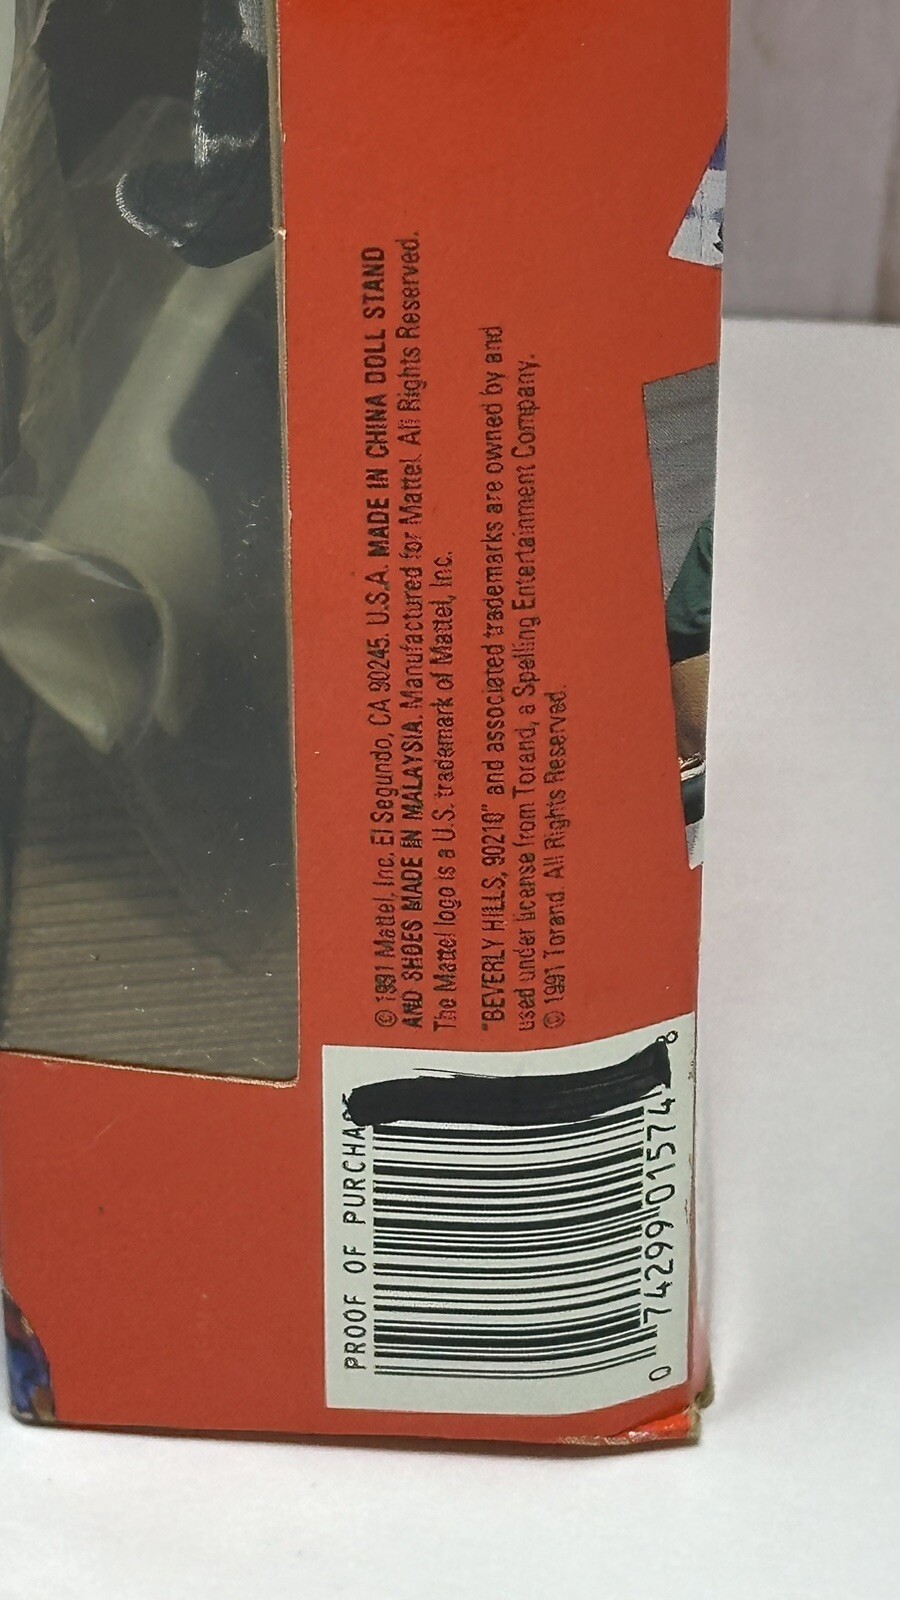 © 1991 Mattel, Inc. El Segundo, CA 90245. U.S.A. MADE IN CHINA DOLL STAND
AND SHOES MADE IN MALAYSIA. Manufactured for Mattel. All Rights Reserved.
The Mattel logo is a U.S. trademark of Mattel, Inc.
"BEVERLY HILLS, 90210" and associated trademarks are owned by and
used under license from Torand, a Spelling Entertainment Company.
© 1991 Torand. All Rights Reserved.
PROOF OF PURCHA
0 74299 01574 8